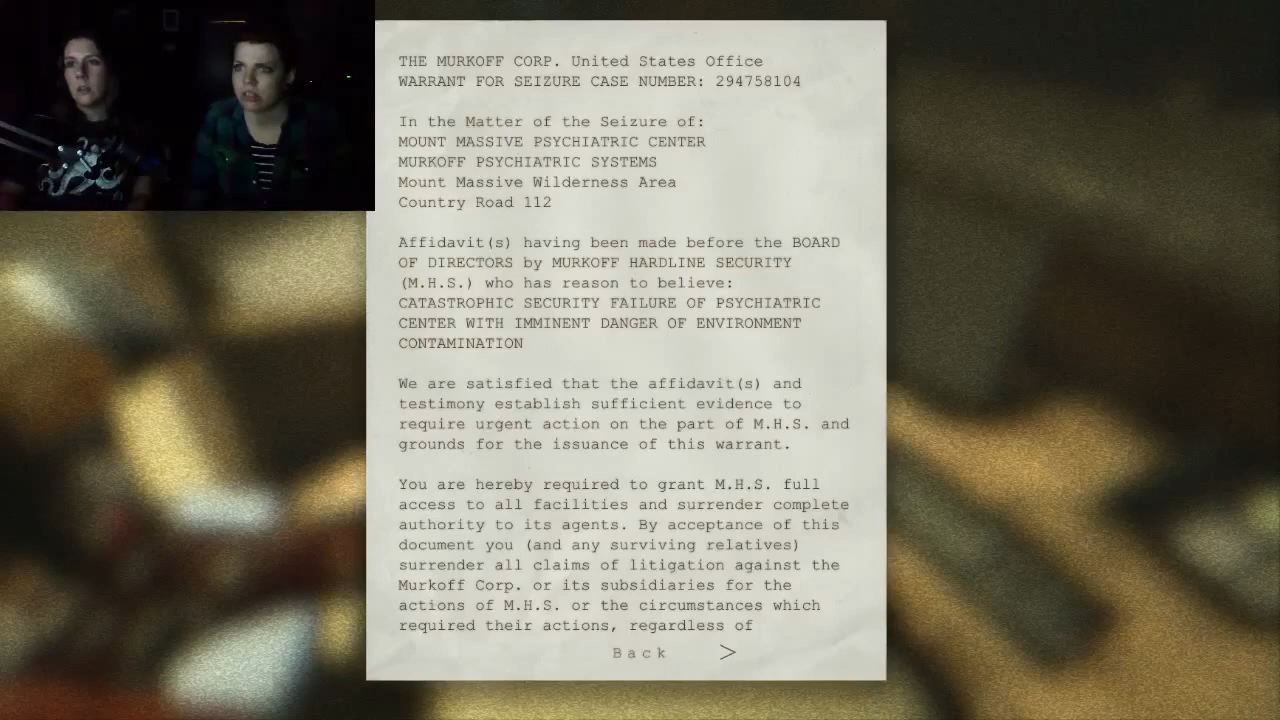 THE MURKOFF CORP. United States Office
WARRANT FOR SEIZURE CASE NUMBER: 294758104
In the Matter of the Seizure of:
MOUNT MASSIVE PSYCHIATRIC CENTER
MURKOFF PSYCHIATRIC SYSTEMS
Mount Massive Wilderness Area
Country Road 112
Affidavit(s) having been made before the BOARD
OF DIRECTORS by MURKOFF HARDLINE SECURITY
(M.H.S.) who has reason to believe:
CATASTROPHIC SECURITY FAILURE OF PSYCHIATRIC
CENTER WITH IMMINENT DANGER OF ENVIRONMENT
CONTAMINATION
We are satisfied that the affidavit(s) and
testimony establish sufficient evidence to
require urgent action on the part of M.H.S. and
grounds for the issuance of this warrant.
You are hereby required to grant M.H.S. full
access to all facilities and surrender complete
authority to its agents. By acceptance of this
document you (and any surviving relatives)
surrender all claims of litigation against the
Murkoff Corp. or its subsidiaries for the
actions of M.H.S. or the circumstances which
required their actions, regardless of
Back >